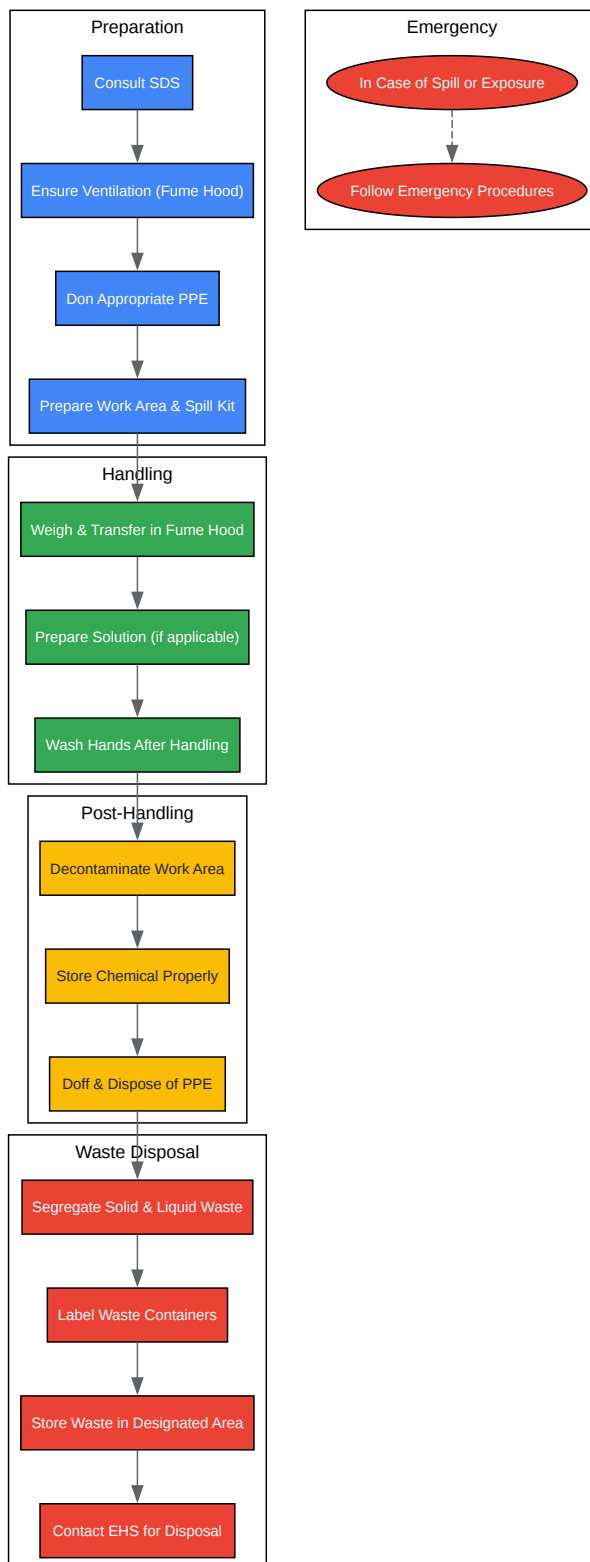 Preparation
Consult SDS
Ensure Ventilation (Fume Hood)
Don Appropriate PPE
Prepare Work Area & Spill Kit
Handling
Weigh & Transfer in Fume Hood
Prepare Solution (if applicable)
Wash Hands After Handling
Post-Handling
Decontaminate Work Area
Store Chemical Properly
Doff & Dispose of PPE
Waste Disposal
Segregate Solid & Liquid Waste
Label Waste Containers
Store Waste in Designated Area
Contact EHS for Disposal
Emergency
In Case of Spill or Exposure
Follow Emergency Procedures